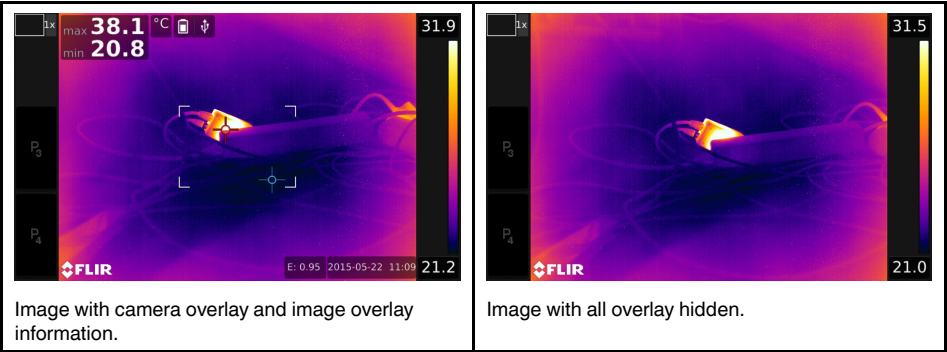 1x
max 38.1 °C
min 20.8
31.9
P3
P4
FLIR
E: 0.95 2015-05-22 11:09
21.2
Image with camera overlay and image overlay
information.
1x
31.5
P3
P4
FLIR
21.0
Image with all overlay hidden.